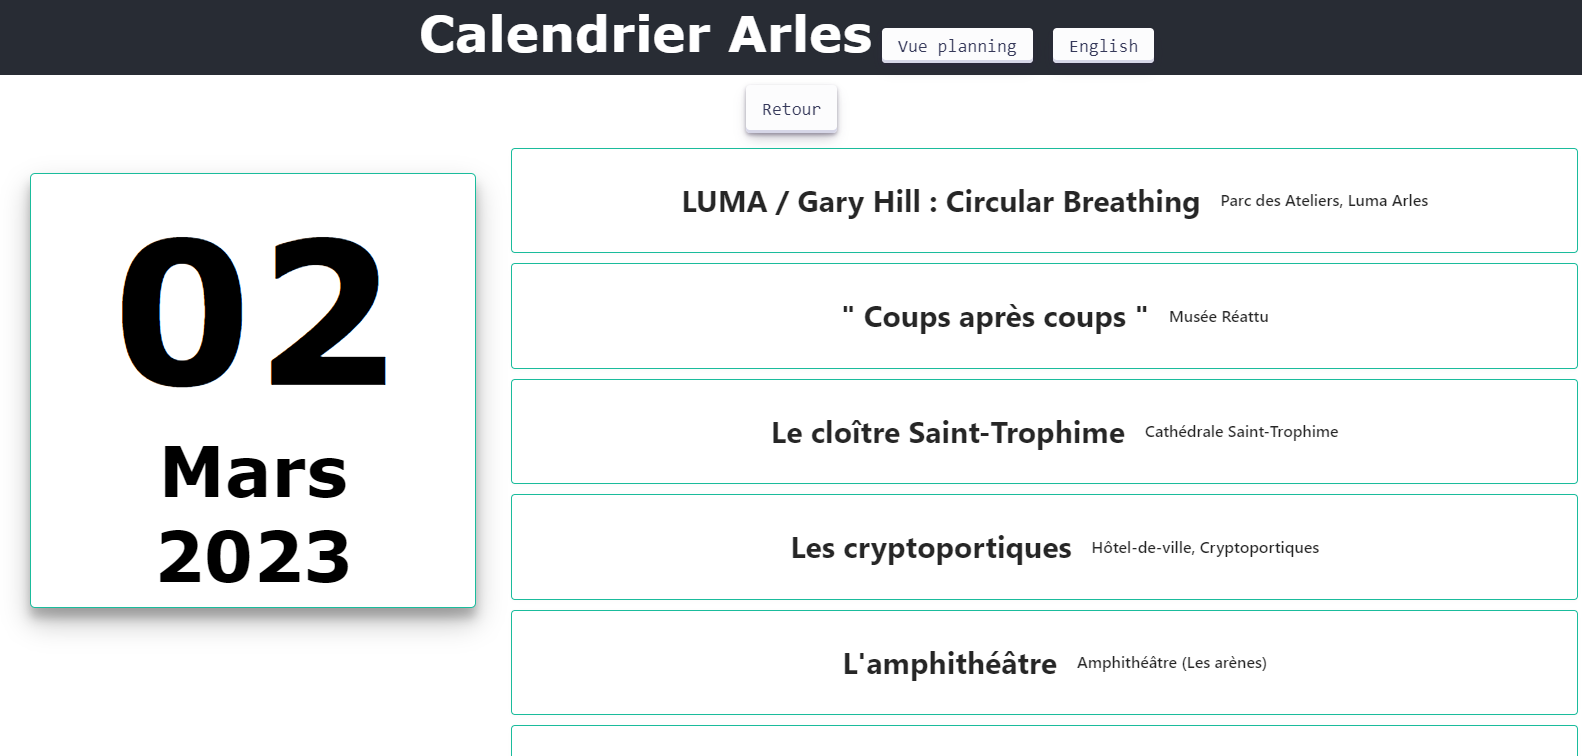 Calendrier Arles
Vue planning
English
Retour
02
Mars
2023
LUMA / Gary Hill : Circular Breathing Parc des Ateliers, Luma Arles
" Coups après coups " Musée Réattu
Le cloître Saint-Trophime Cathédrale Saint-Trophime
Les cryptoportiques Hôtel-de-ville, Cryptoportiques
L'amphithéâtre Amphithéâtre (Les arènes)